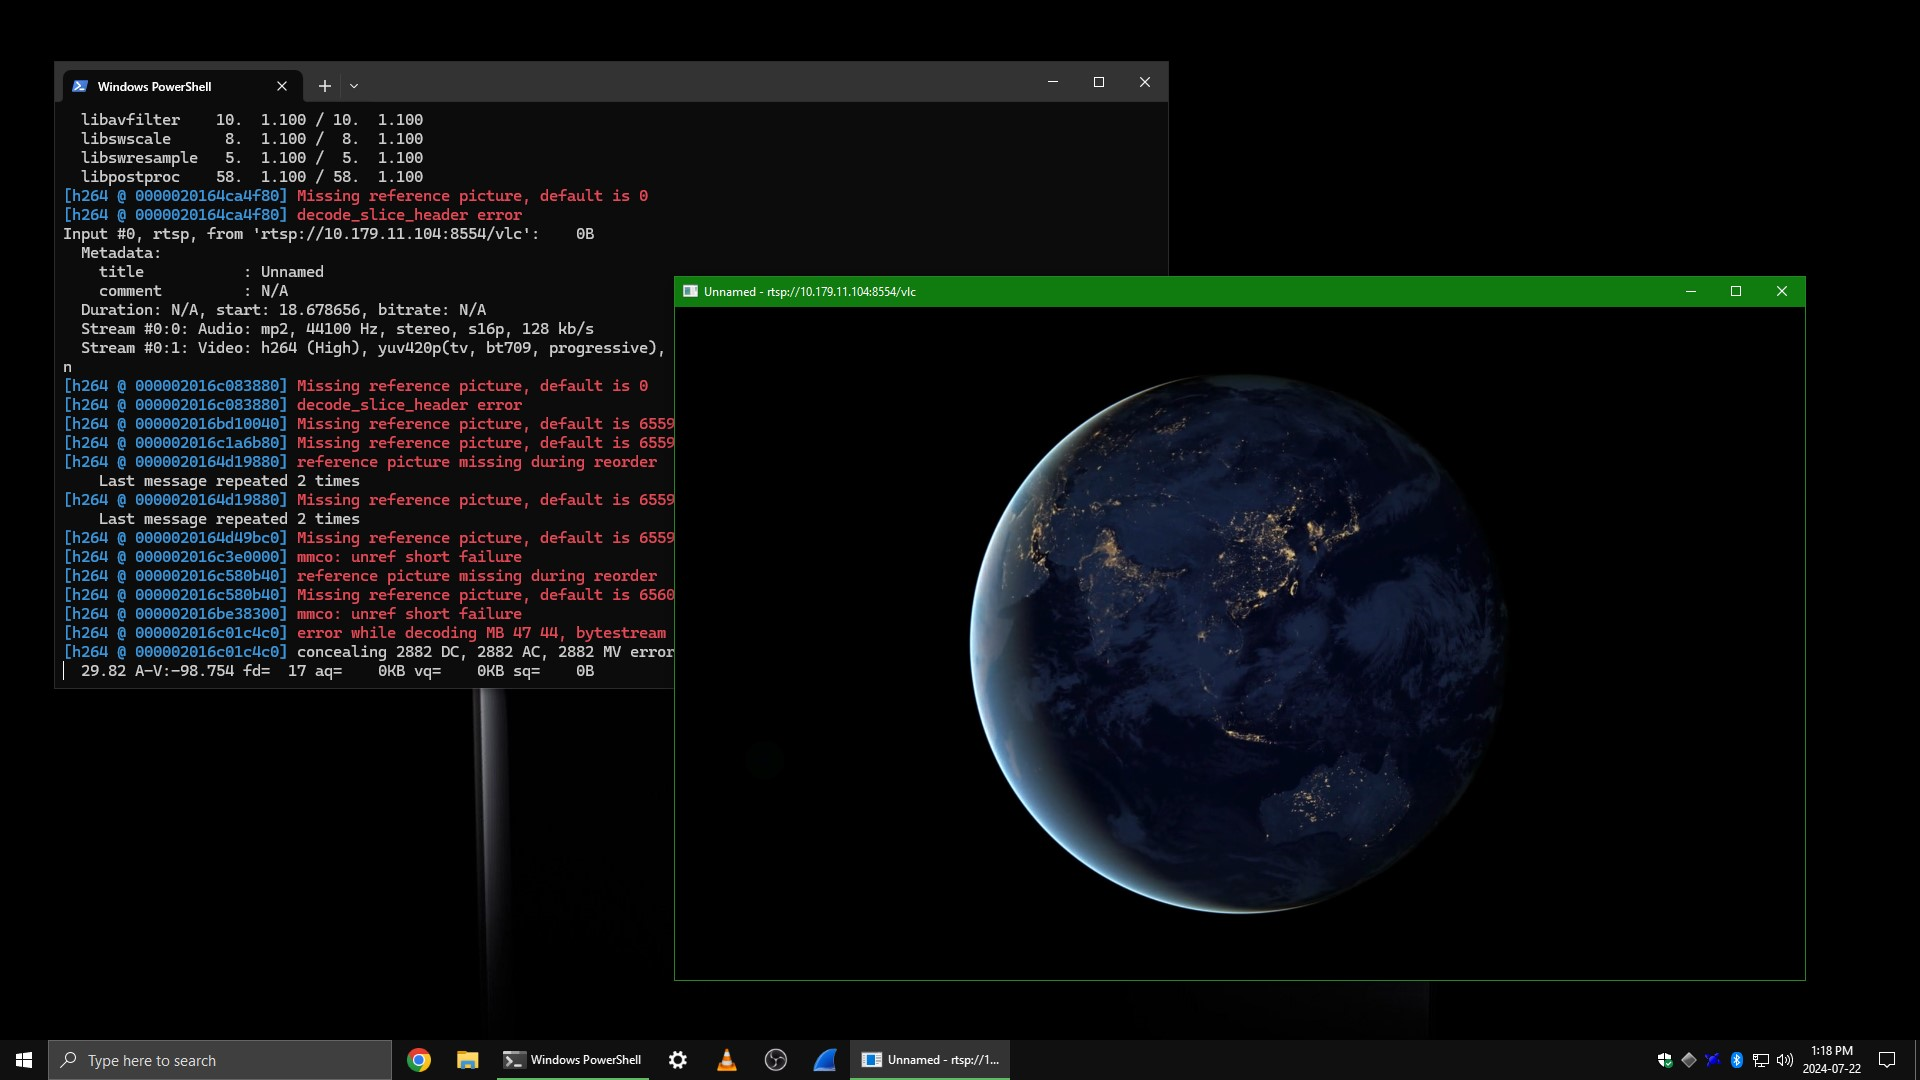 Windows PowerShell
libavfilter 10. 1.100 / 10. 1.100
libswscale 8. 1.100 / 8. 1.100
libswresample 5. 1.100 / 5. 1.100
libpostproc 58. 1.100 / 58. 1.100
[h264 @ 0000020164ca4f80] Missing reference picture, default is 0
[h264 @ 0000020164ca4f80] decode_slice_header error
Input #0, rtsp, from 'rtsp://10.179.11.104:8554/vlc': 0B
Metadata:
title : Unnamed
comment : N/A
Duration: N/A, start: 18.678656, bitrate: N/A
Stream #0:0: Audio: mp2, 44100 Hz, stereo, s16p, 128 kb/s
Stream #0:1: Video: h264 (High), yuv420p(tv, bt709, progressive),
n
[h264 @ 000002016c083880] Missing reference picture, default is 0
[h264 @ 000002016c083880] decode_slice_header error
[h264 @ 000002016bd10040] Missing reference picture, default is 6559
[h264 @ 000002016c1a6b80] Missing reference picture, default is 6559
[h264 @ 0000020164d19880] reference picture missing during reorder
Last message repeated 2 times
[h264 @ 0000020164d19880] Missing reference picture, default is 6559
Last message repeated 2 times
[h264 @ 0000020164d49bc0] Missing reference picture, default is 6559
[h264 @ 000002016c3e0000] mmco: unref short failure
[h264 @ 000002016c580b40] reference picture missing during reorder
[h264 @ 000002016c580b40] Missing reference picture, default is 6560
[h264 @ 000002016be38300] mmco: unref short failure
[h264 @ 000002016c01c4c0] error while decoding MB 47 44, bytestream
[h264 @ 000002016c01c4c0] concealing 2882 DC, 2882 AC, 2882 MV error
29.82 A-V:-98.754 fd= 17 aq= 0KB vq= 0KB sq= 0B
Unnamed - rtsp://10.179.11.104:8554/vlc
Type here to search
Windows PowerShell
Unnamed - rtsp://1...
1:18 PM
2024-07-22